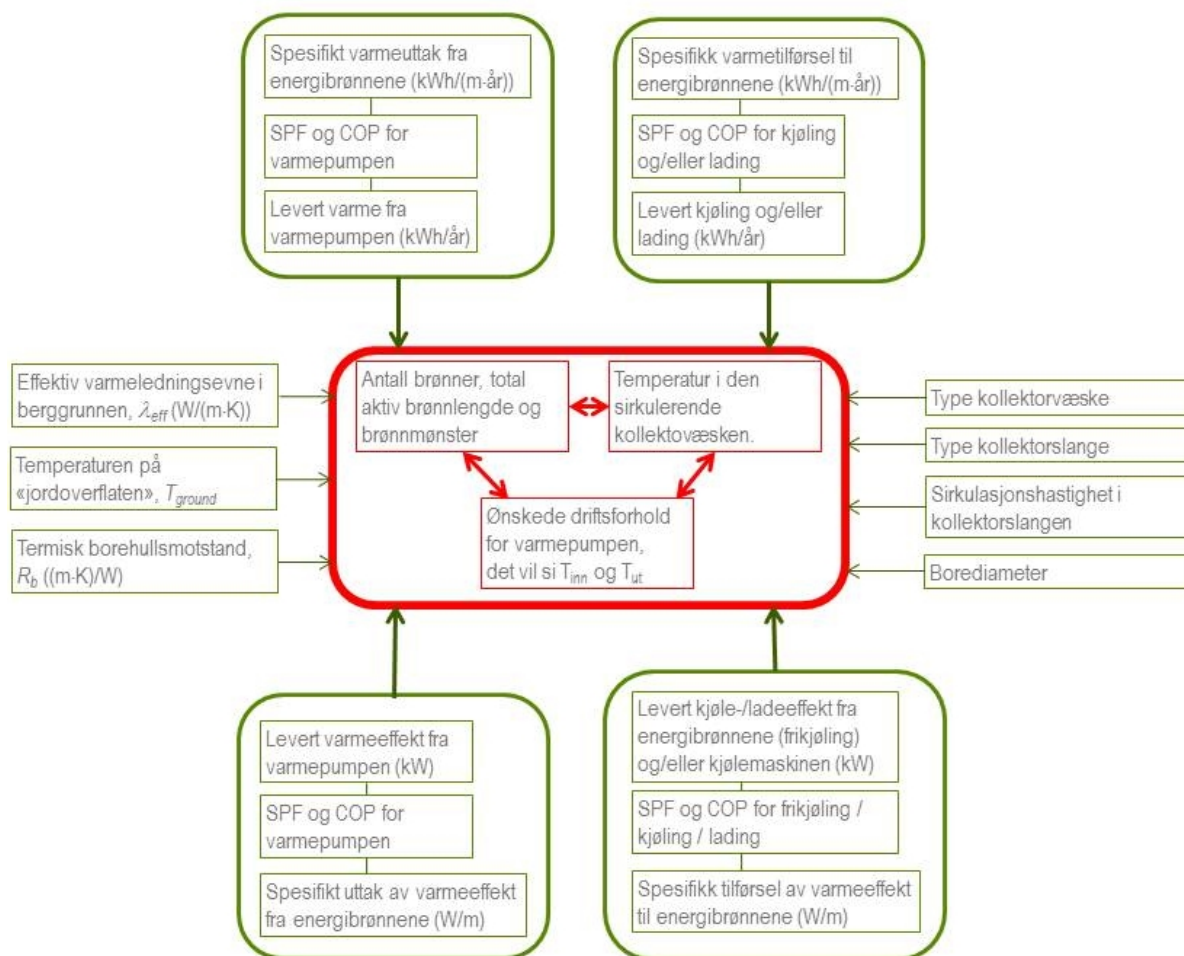 Spesifikt varmeuttak fra
energibrønnene (kWh/(m·år))
SPF og COP for
varmepumpen
Levert varme fra
varmepumpen (kWh/år)
Spesifikk varmetilførsel til
energibrønnene (kWh/(m·år))
SPF og COP for kjøling
og/eller lading
Levert kjøling og/eller
lading (kWh/år)
Effektiv varmeledningsevne i
berggrunnen, λeff (W/(m·K))
Temperaturen på
«jordoverflaten», Tground
Termisk borehullsmotstand,
Rb ((m·K)/W)
Antall brønner, total
aktiv brønnlengde og
brønnmønster
Temperatur i den
sirkulerende
kollektovæsken.
Ønskede driftsforhold
for varmepumpen,
det vil si Tinn og Tut
Type kollektorvæske
Type kollektorslange
Sirkulasjonshastighet i
kollektorslangen
Borediameter
Levert varmeeffekt fra
varmepumpen (kW)
SPF og COP for
varmepumpen
Spesifikt uttak av varmeeffekt
fra energibrønnene (W/m)
Levert kjøle-/ladeeffekt fra
energibrønnene (frikjøling)
og/eller kjølemaskinen (kW)
SPF og COP for frikjøling /
kjøling / lading
Spesifikk tilførsel av varmeeffekt
til energibrønnene (W/m)